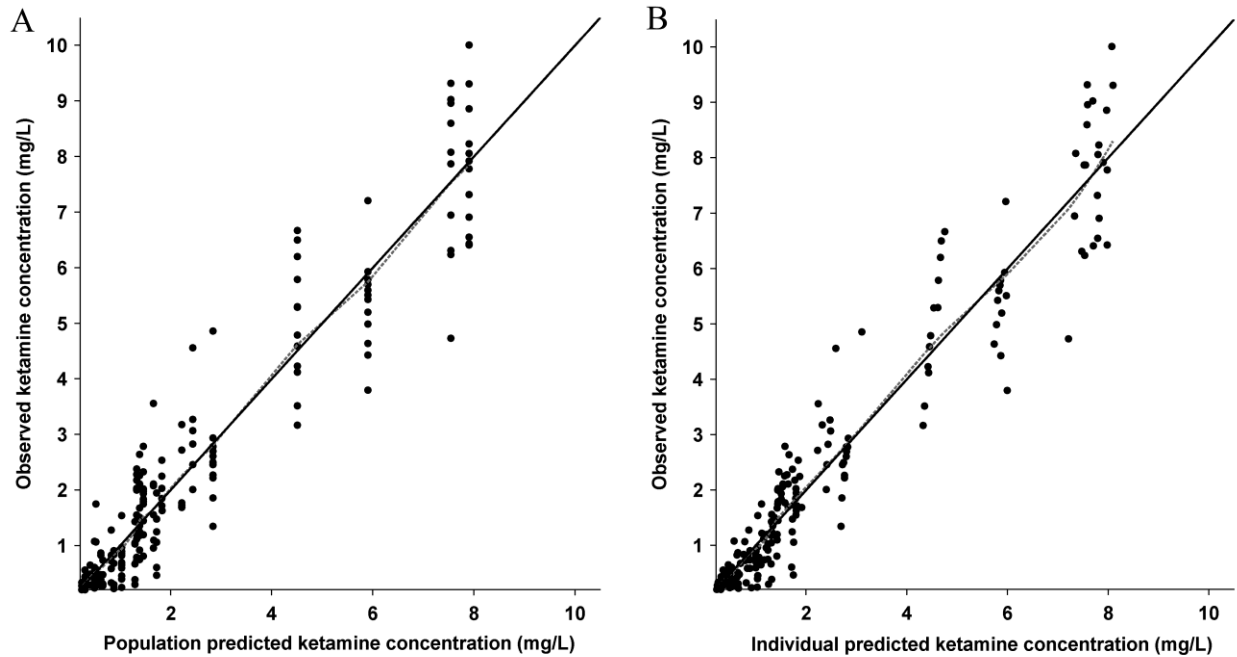 A
Observed ketamine concentration (mg/L)
10
9
8
7
6
5
4
3
2
1
2 4 6 8 10
Population predicted ketamine concentration (mg/L)
B
Observed ketamine concentration (mg/L)
10
9
8
7
6
5
4
3
2
1
2 4 6 8 10
Individual predicted ketamine concentration (mg/L)